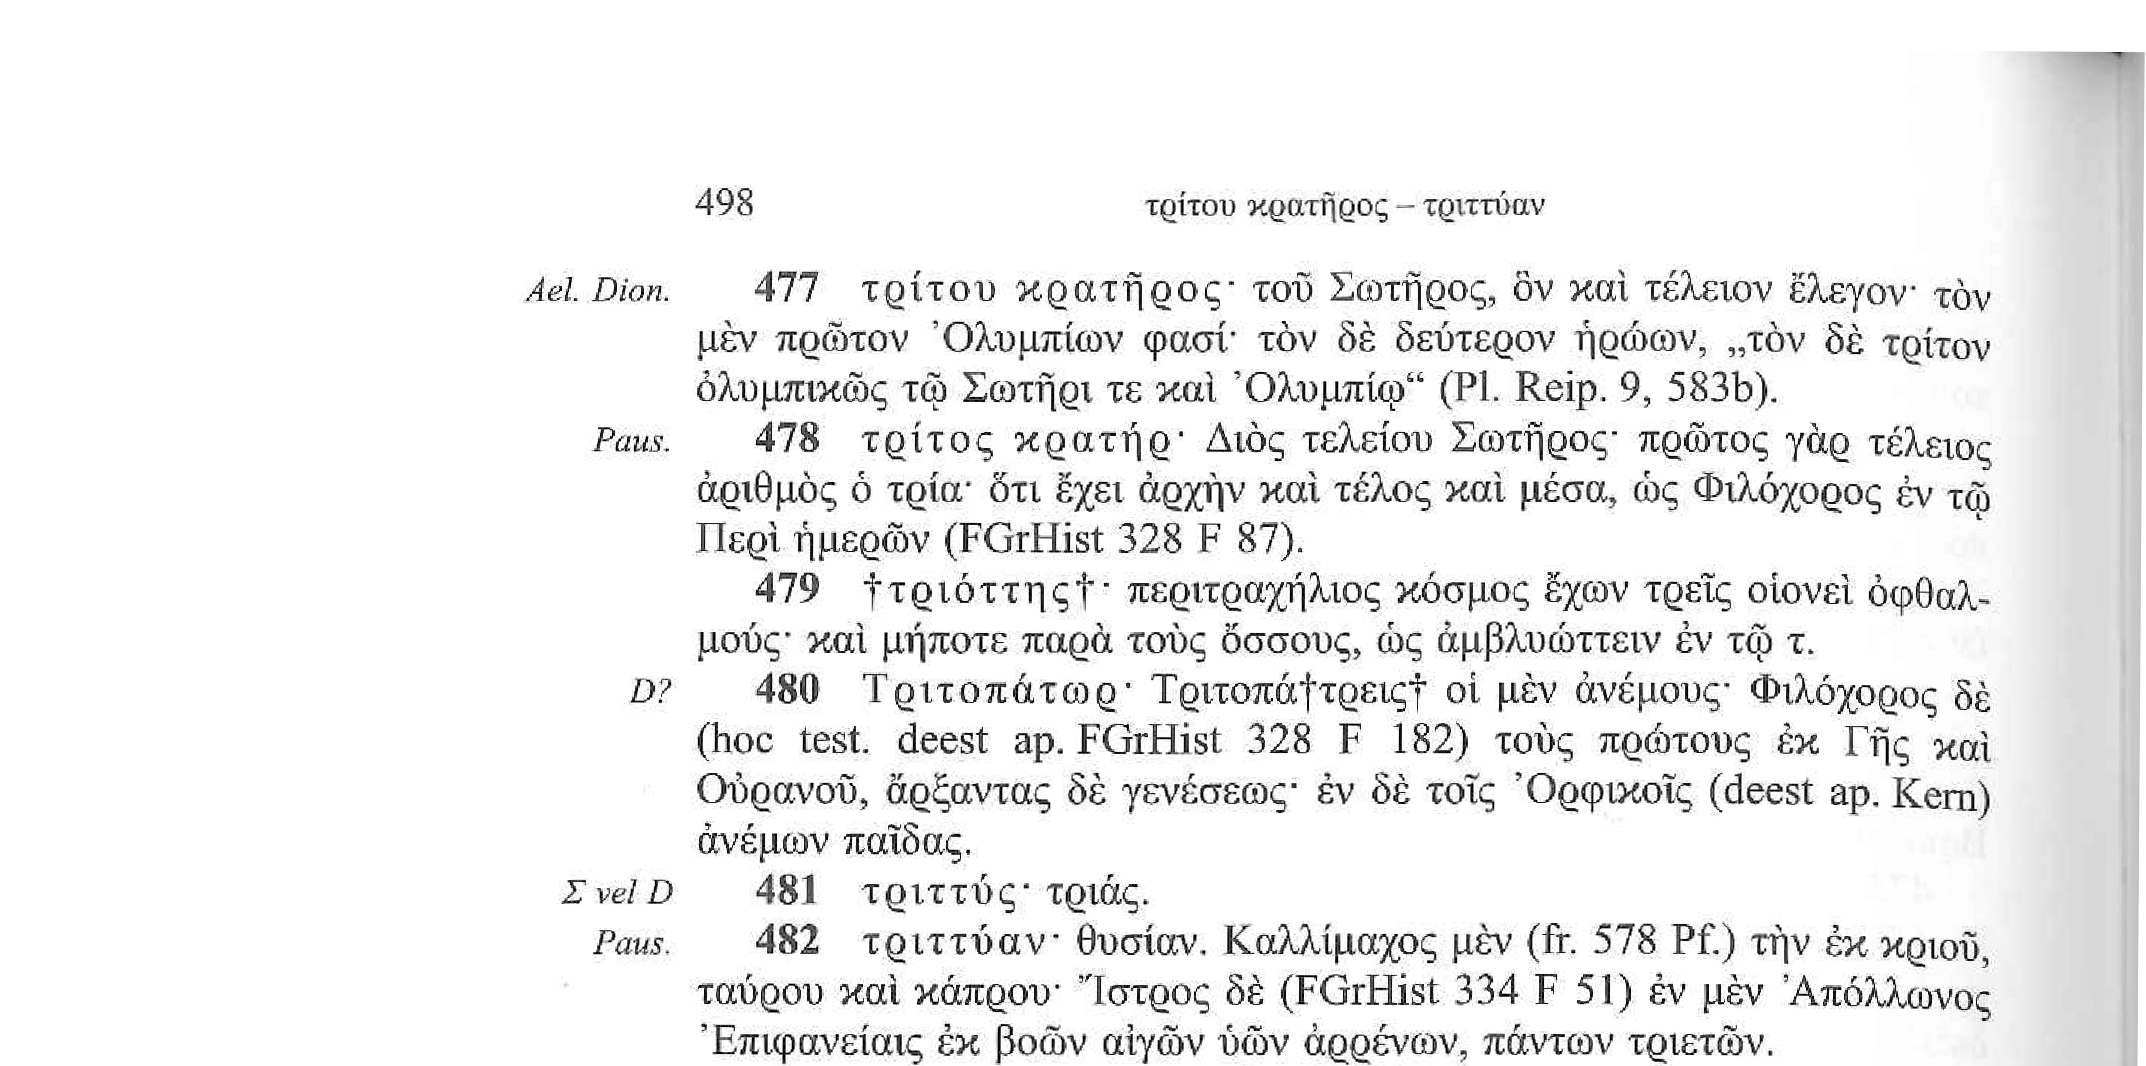 498 τρίτου κρατῆρος – τριττύαν
Ael. Dion. 477 τρίτου κρατῆρος· τοῦ Σωτῆρος, ὃν καὶ τέλειον ἔλεγον· τὸν
μὲν πρῶτον Ὀλυμπίων φασί· τὸν δὲ δεύτερον ἡρώων, „τὸν δὲ τρίτον
ὀλυμπικῶς τῷ Σωτῆρι τε καὶ Ὀλυμπίῳ“ (Pl. Reip. 9, 583b).
Paus. 478 τρίτος κρατήρ· Διὸς τελείου Σωτῆρος· πρῶτος γὰρ τέλειος
ἀριθμὸς ὁ τρία· ὅτι ἔχει ἀρχὴν καὶ τέλος καὶ μέσα, ὡς Φιλόχορος ἐν τῷ
Περὶ ἡμερῶν (FGrHist 328 F 87).
479 †τριόττης†· περιτραχήλιος κόσμος ἔχων τρεῖς οἱονεὶ ὀφθαλ-
μούς· καὶ μήποτε παρὰ τοὺς ὄσσους, ὡς ἀμβλυώττειν ἐν τῷ τ.
D? 480 Τριτοπάτωρ· Τριτοπά†τρεις† οἱ μὲν ἀνέμους· Φιλόχορος δὲ
(hoc test. deest ap. FGrHist 328 F 182) τοὺς πρώτους ἐκ Γῆς καὶ
Οὐρανοῦ, ἄρξαντας δὲ γενέσεως· ἐν δὲ τοῖς Ὀρφικοῖς (deest ap. Kern)
ἀνέμων παῖδας.
Σ vel D 481 τριττύς· τριάς.
Paus. 482 τριττύαν· θυσίαν. Καλλίμαχος μὲν (fr. 578 Pf.) τὴν ἐκ κριοῦ,
ταύρου καὶ κάπρου· Ἴστρος δὲ (FGrHist 334 F 51) ἐν μὲν Ἀπόλλωνος
Ἐπιφανείαις ἐκ βοῶν αἰγῶν ὑῶν ἀρρένων, πάντων τριετῶν.